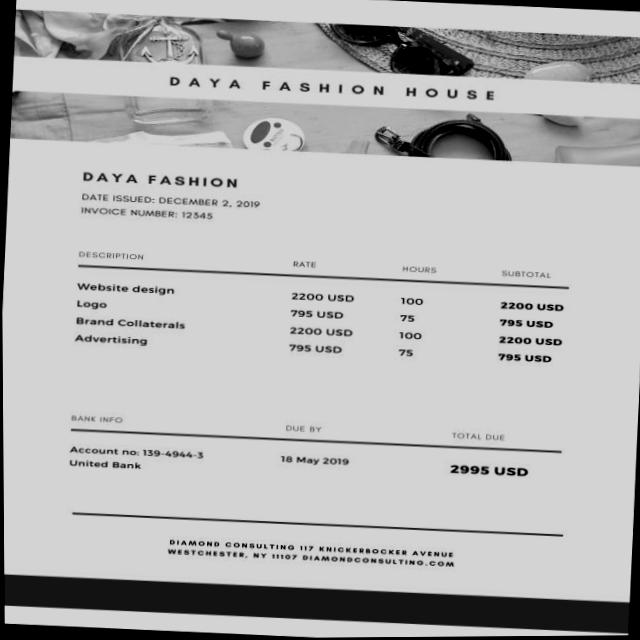 DAYA FASHION HOUSE
DAYA FASHION
DATE ISSUED: DECEMBER 2, 2019
INVOICE NUMBER: 12345
DESCRIPTION RATE HOURS SUBTOTAL
Website design 2200 USD 100 2200 USD
Logo 795 USD 75 795 USD
Brand Collaterals 2200 USD 100 2200 USD
Advertising 795 USD 75 795 USD
BANK INFO DUE BY TOTAL DUE
Account no: 139-4944-3 18 May 2019 2995 USD
United Bank
DIAMOND CONSULTING 117 KNICKERBOCKER AVENUE
WESTCHESTER, NY 11107 DIAMONDCONSULTING.COM